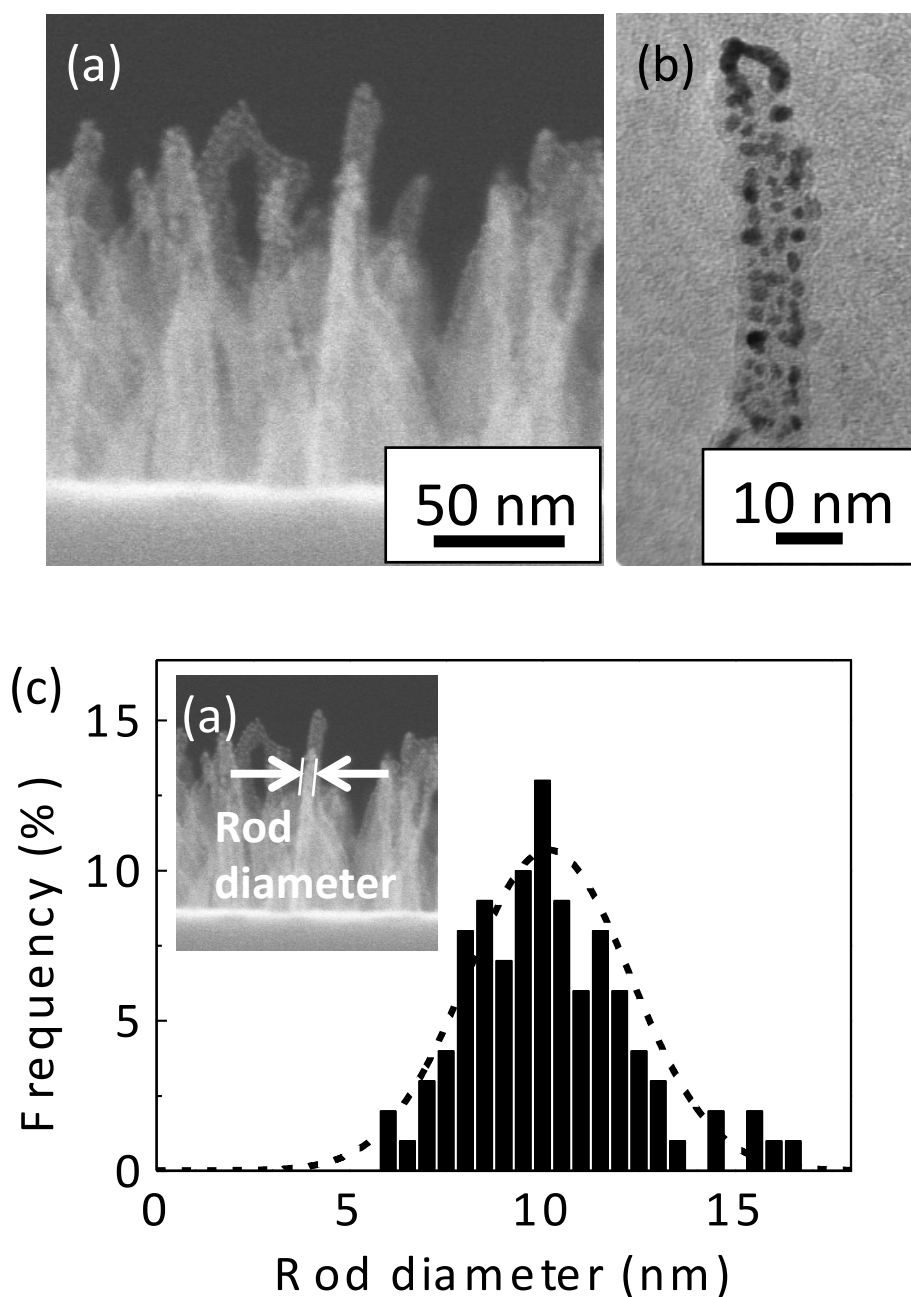 (a)
50 nm
(b)
10 nm
(c)
Frequency (%)
15
10
5
0
(a)
Rod
diameter
0 5 10 15
Rod diameter (nm)